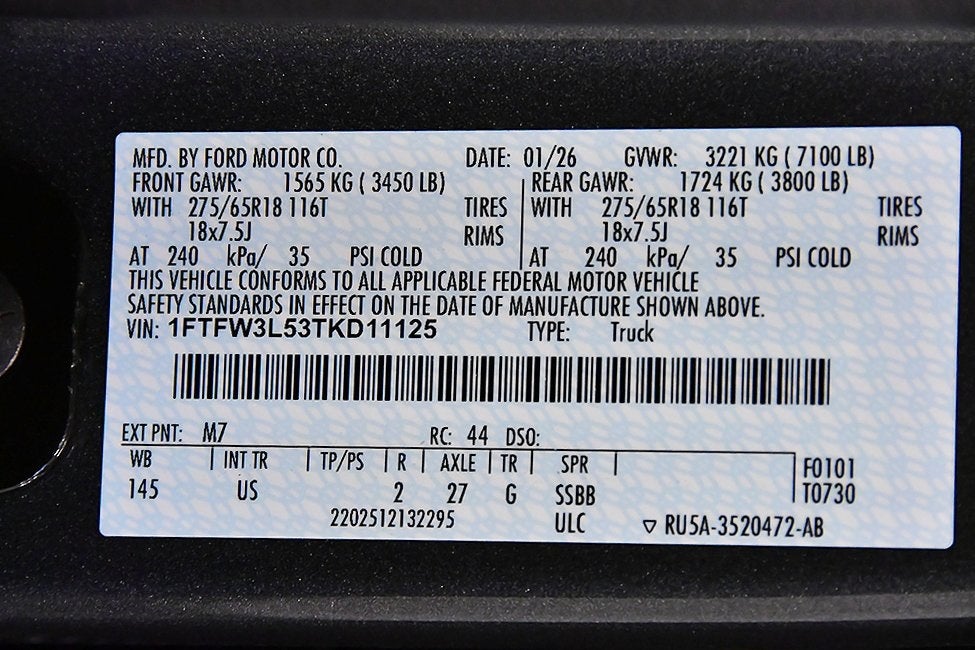 MFD. BY FORD MOTOR CO. DATE: 01/26 GVWR: 3221 KG ( 7100 LB)
FRONT GAWR: 1565 KG ( 3450 LB) REAR GAWR: 1724 KG ( 3800 LB)
WITH 275/65R18 116T TIRES WITH 275/65R18 116T TIRES
18x7.5J RIMS 18x7.5J RIMS
AT 240 kPa/ 35 PSI COLD AT 240 kPa/ 35 PSI COLD
THIS VEHICLE CONFORMS TO ALL APPLICABLE FEDERAL MOTOR VEHICLE
SAFETY STANDARDS IN EFFECT ON THE DATE OF MANUFACTURE SHOWN ABOVE.
VIN: 1FTFW3L53TKD11125 TYPE: Truck
EXT PNT: M7 RC: 44 DSO:
WB INT TR TP/PS R AXLE TR SPR F0101
145 US 2 27 G SSBB T0730
2202512132295 ULC ▽ RU5A-3520472-AB